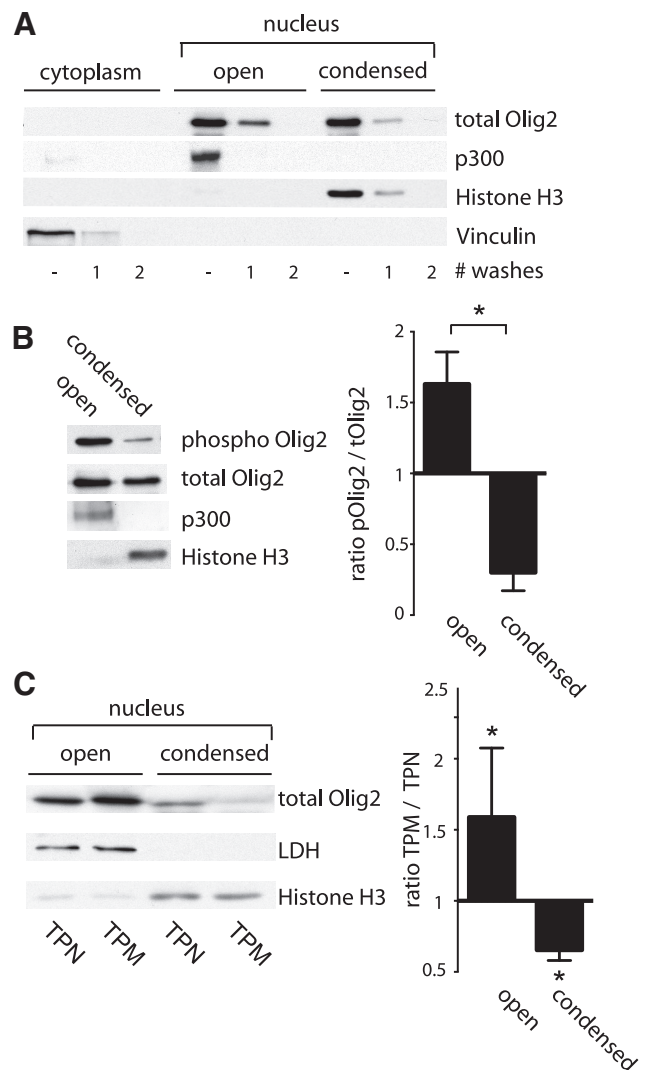 A
nucleus
cytoplasm open condensed
total Olig2
p300
Histone H3
Vinculin
- 1 2 - 1 2 - 1 2 # washes
B
open condensed
phospho Olig2
total Olig2
p300
Histone H3
ratio pOlig2 / tOlig2
*
2
1.5
1
0.5
0
open condensed
C
nucleus
open condensed
total Olig2
LDH
Histone H3
TPN TPM TPN TPM
ratio TPM / TPN
2.5
2
1.5
1
0.5
*
*
open condensed